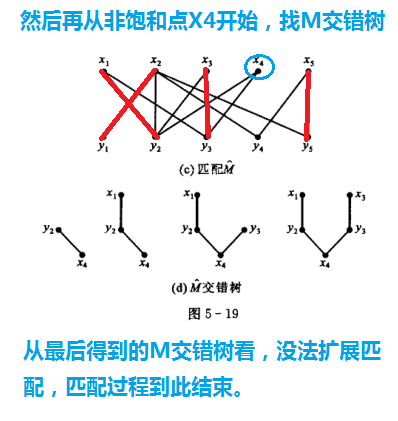 然后再从非饱和点X4开始，找M交错树
x1 x2 x3 x4 x5
y1 y2 y3 y4 y5
(c) 匹配M̂
x1 x1 x1 x3
y2 y2 y2 y3 y2 y3
x4 x4 x4 x4
(d) M̂交错树
图 5-19
从最后得到的M交错树看，没法扩展匹
配，匹配过程到此结束。